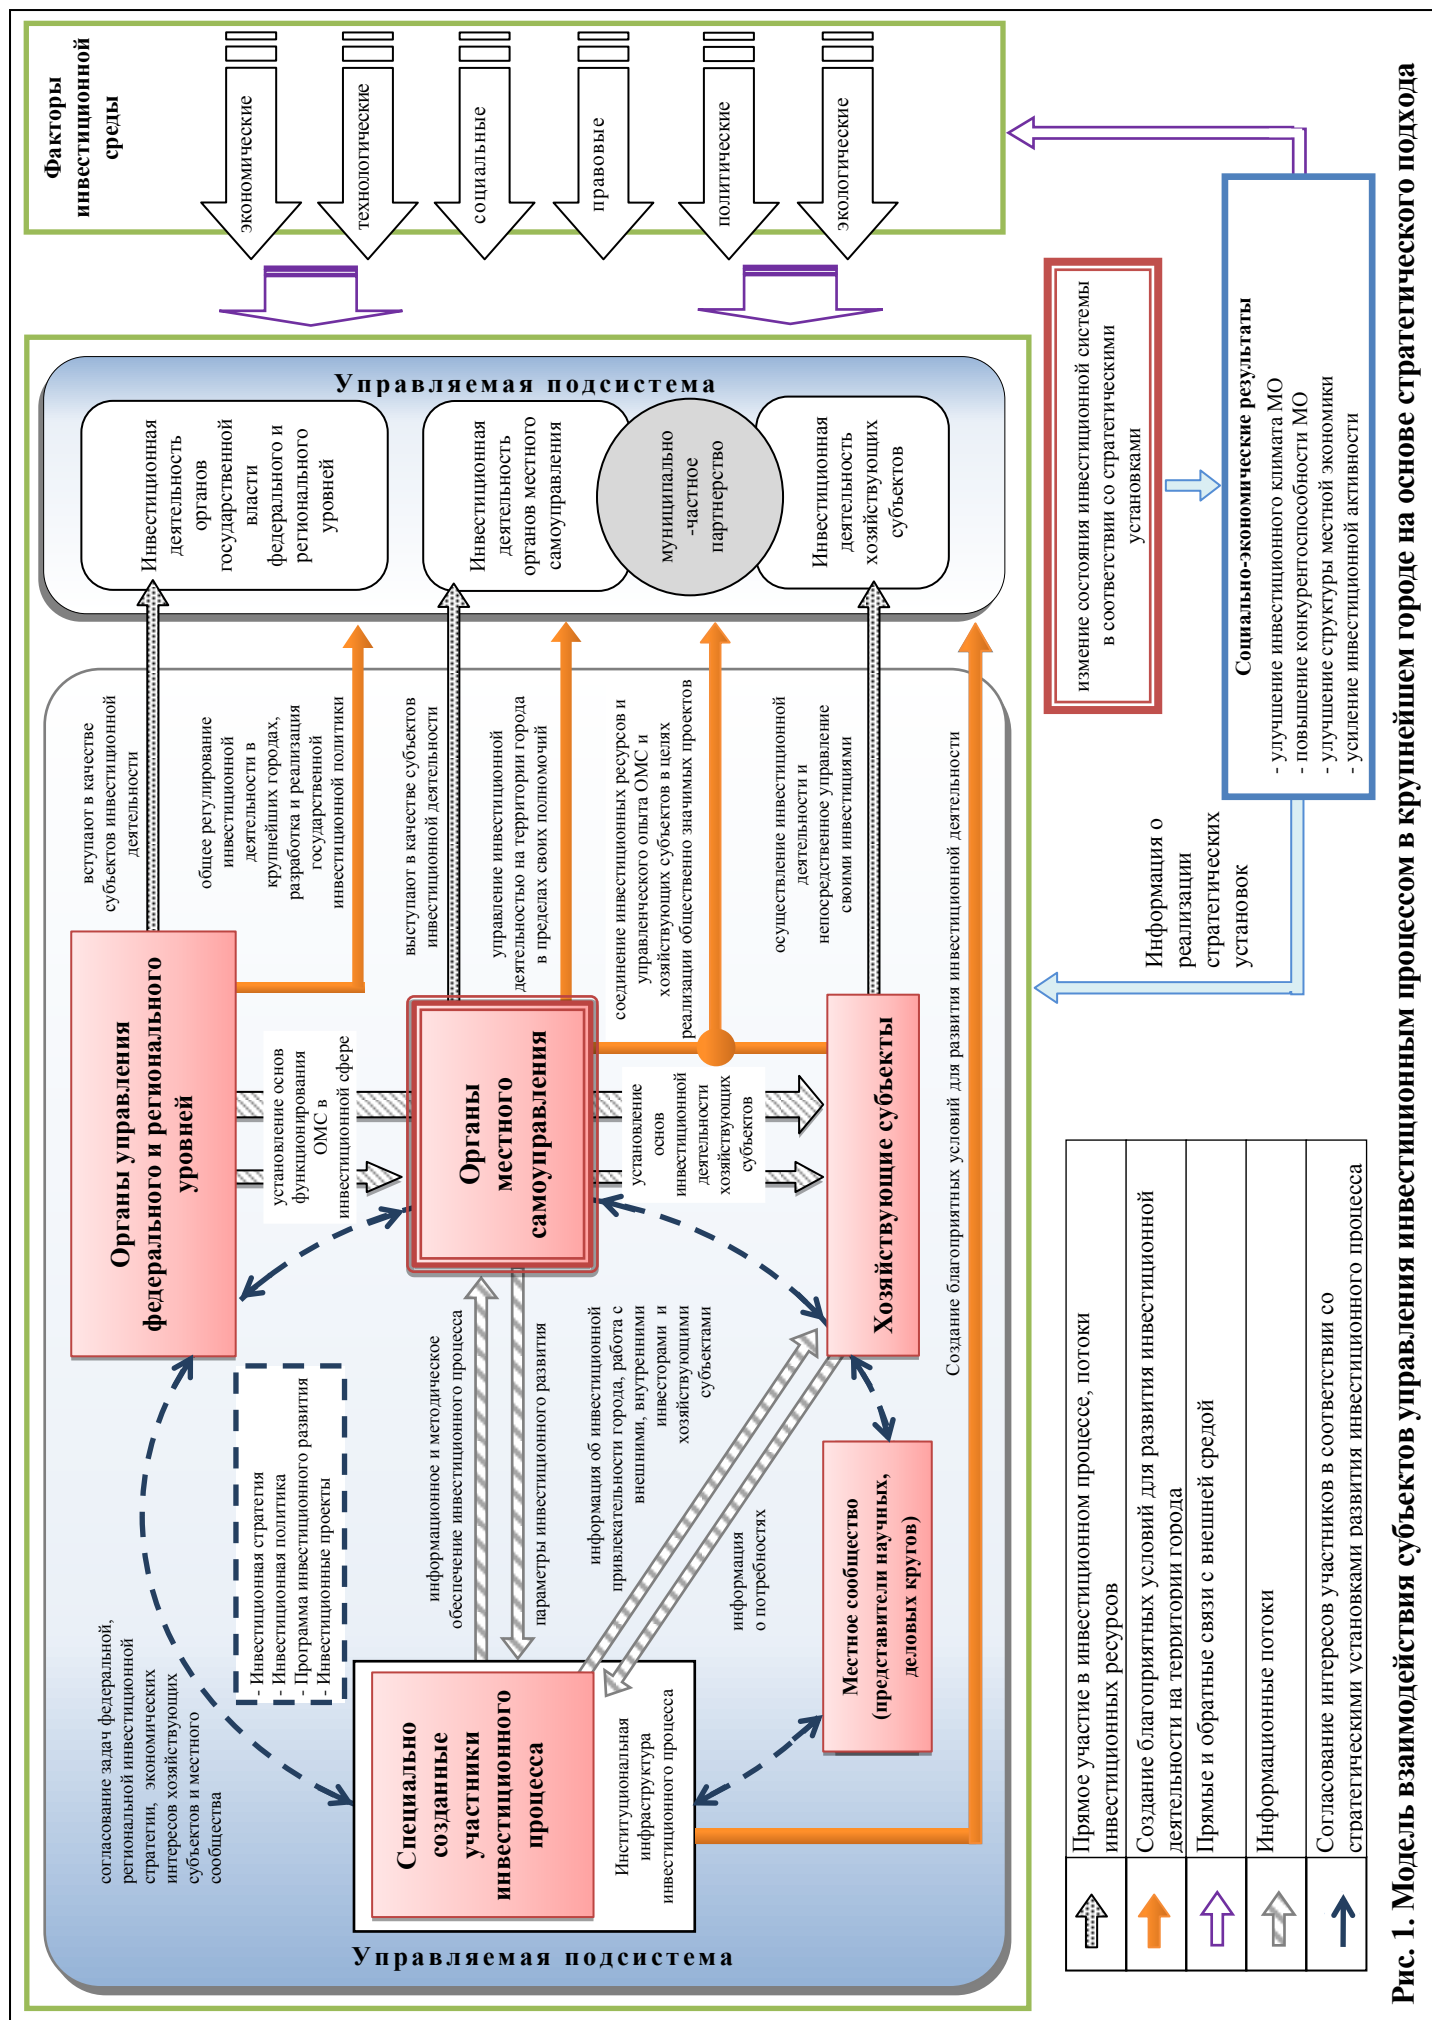 Факторы
инвестиционной
среды
экономические
технологические
социальные
правовые
политические
экологические
Управляемая подсистема
Инвестиционная
деятельность
органов
государственной
власти
федерального и
регионального
уровней
Инвестиционная
деятельность
органов местного
самоуправления
муниципально
-частное
партнерство
Инвестиционная
деятельность
хозяйствующих
субъектов
вступают в качестве
субъектов инвестиционной
деятельности
общее регулирование
инвестиционной
деятельности в
крупнейших городах,
разработка и реализация
государственной
инвестиционной политики
выступают в качестве субъектов
инвестиционной деятельности
управление инвестиционной
деятельностью на территории города
в пределах своих полномочий
соединение инвестиционных ресурсов и
управленческого опыта ОМС и
хозяйствующих субъектов в целях
реализации общественно значимых проектов
осуществление инвестиционной
деятельности и
непосредственное управление
своими инвестициями
Создание благоприятных условий для развития инвестиционной деятельности
Органы управления
федерального и регионального
уровней
установление основ
функционирования
ОМС в
инвестиционной сфере
Органы
местного
самоуправления
установление
основ
инвестиционной
деятельности
хозяйствующих
субъектов
Хозяйствующие субъекты
согласование задач федеральной,
региональной инвестиционной
стратегии, экономических
интересов хозяйствующих
субъектов и местного
сообщества
- Инвестиционная стратегия
- Инвестиционная политика
- Программа инвестиционного развития
- Инвестиционные проекты
информационное и методическое
обеспечение инвестиционного процесса
параметры инвестиционного развития
информация об инвестиционной
привлекательности города, работа с
внешними, внутренними
инвесторами и
хозяйствующими
субъектами
информация
о потребностях
Специально
созданные
участники
инвестиционного
процесса
Институциональная
инфраструктура
инвестиционного процесса
Местное сообщество
(представители научных,
деловых кругов)
Управляемая подсистема
изменение состояния инвестиционной системы
в соответствии со стратегическими
установками
Социально-экономические результаты
- улучшение инвестиционного климата МО
- повышение конкурентоспособности МО
- улучшение структуры местной экономики
- усиление инвестиционной активности
Информация о
реализации
стратегических
установок
Прямое участие в инвестиционном процессе, потоки
инвестиционных ресурсов
Создание благоприятных условий для развития инвестиционной
деятельности на территории города
Прямые и обратные связи с внешней средой
Информационные потоки
Согласование интересов участников в соответствии со
стратегическими установками развития инвестиционного процесса
Рис. 1. Модель взаимодействия субъектов управления инвестиционным процессом в крупнейшем городе на основе стратегического подхода